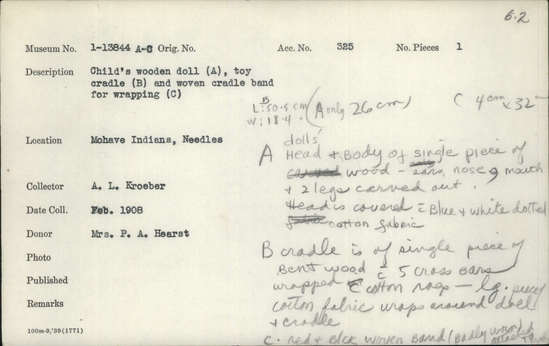 6-2
Museum No. 1-13844 A-C Orig. No. Acc. No. 325 No. Pieces 1
Description Child's wooden doll (A), toy
cradle (B) and woven cradle band
for wrapping (C)
B
L: 50.5 cm (A only 26 cm) C 4 cm x 32
W: 18.4
Location Mohave Indians, Needles
Collector A. L. Kroeber
Date Coll. Feb. 1908
Donor Mrs. P. A. Hearst
Photo
Published
Remarks
100m-3,'39(1771)
dolls'
A Head + Body of single piece of
wood - ears, nose, mouth
+ 2 legs carved out.
Head is covered c̄ Blue + white dotted
cotton fabric
B cradle is of single piece of
Bent wood c̄ 5 cross bars
wrapped c̄ cotton rags - lg. piece
cotton fabric wraps around doll
+ cradle
C. red + blck woven band (Badly worn